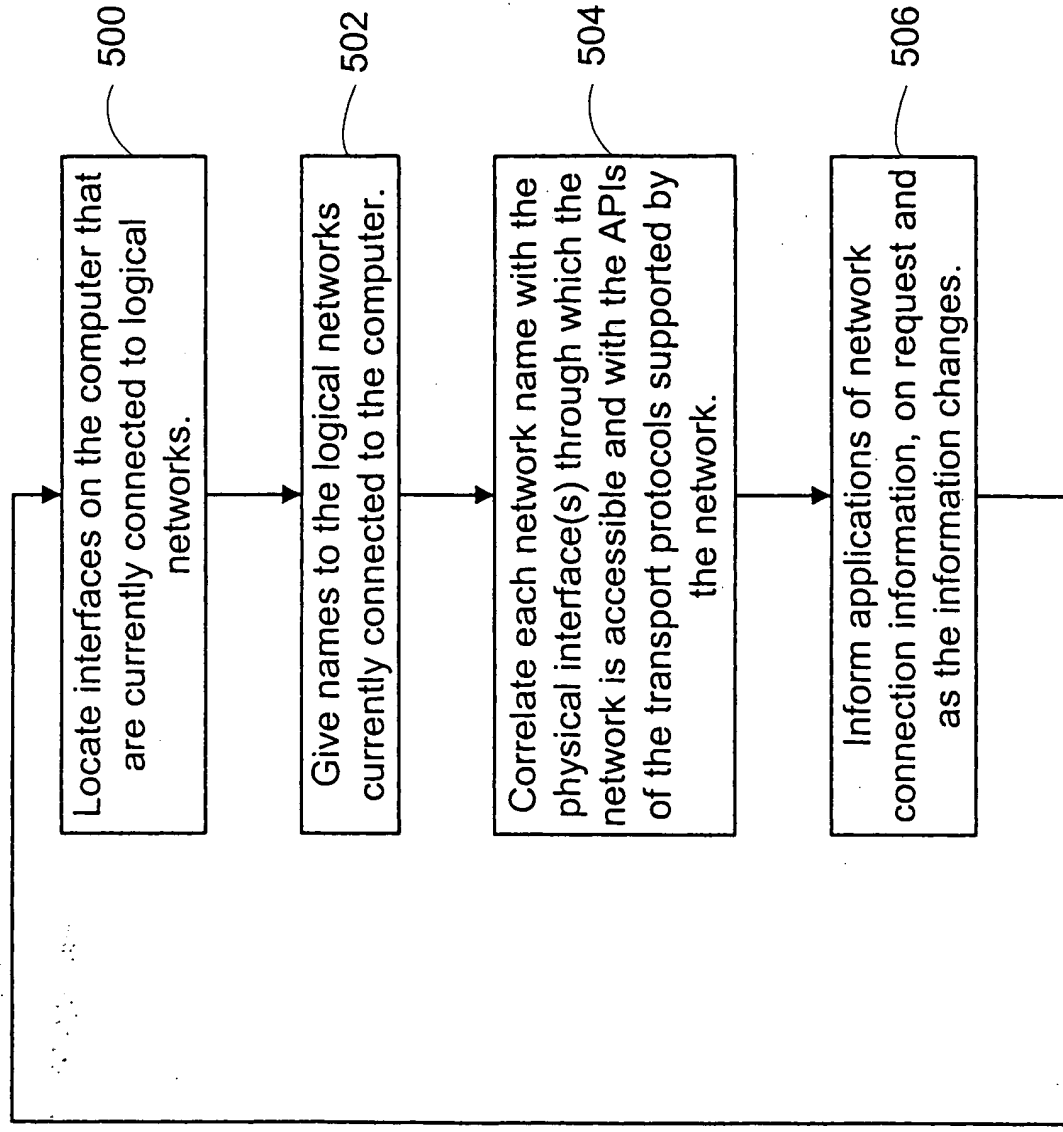 Locate interfaces on the computer that
are currently connected to logical
networks.
500
Give names to the logical networks
currently connected to the computer.
502
Correlate each network name with the
physical interface(s) through which the
network is accessible and with the APIs
of the transport protocols supported by
the network.
504
Inform applications of network
connection information, on request and
as the information changes.
506